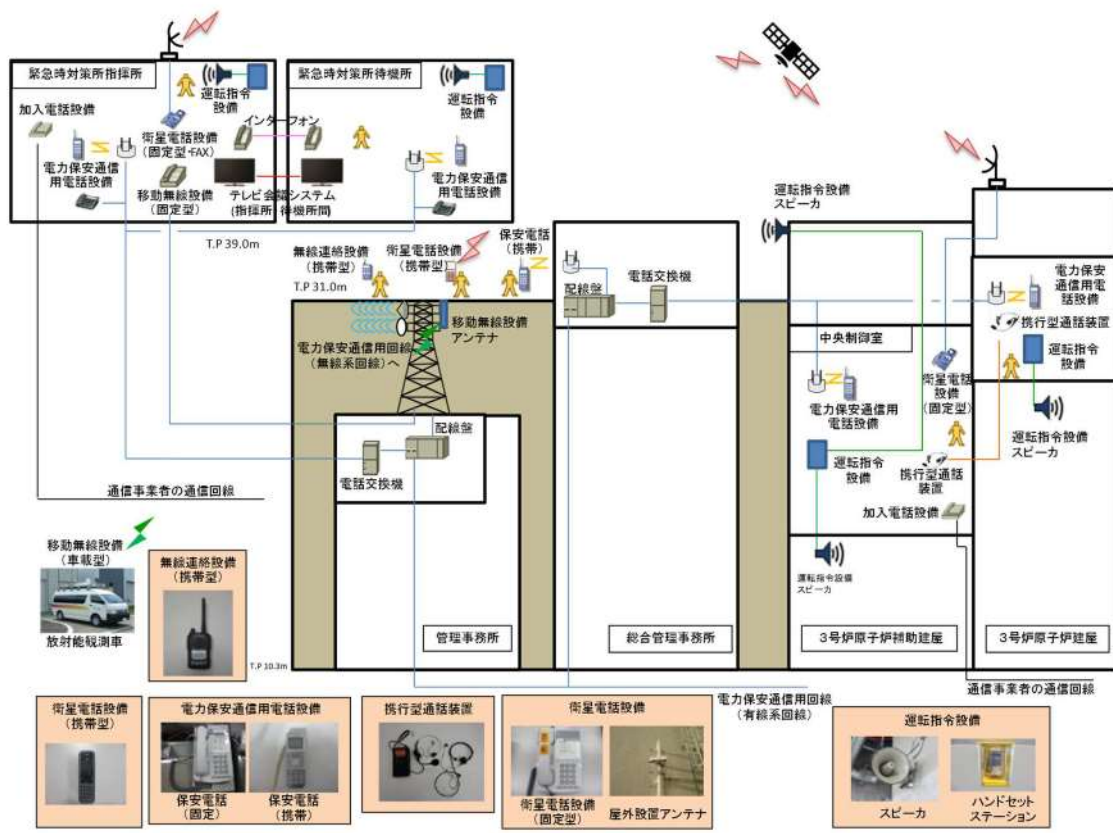 緊急時対策所指揮所
緊急時対策所待機所
運転指令
設備
運転指令
設備
加入電話設備
インターフォン
衛星電話設備
(固定型・FAX)
電力保安通信
用電話設備
電力保安通信
用電話設備
移動無線設備
(固定型)
テレビ会議システム
(指揮所 待機所間)
T.P 39.0m
無線連絡設備
(携帯型)
衛星電話設備
(携帯型)
保安電話
(携帯)
T.P 31.0m
移動無線設備
アンテナ
電力保安通信用回線
(無線系回線)へ
配線盤
電話交換機
配線盤
電話交換機
運転指令設備
スピーカ
電力保安
通信用電
話設備
携行型通話装置
運転指令
設備
中央制御室
衛星電話
設備
(固定型)
電力保安通信用
電話設備
運転指令設備
スピーカ
運転指令
設備
携行型通話
装置
加入電話設備
運転指令設備
スピーカ
通信事業者の通信回線
移動無線設備
(車載型)
放射能観測車
無線連絡設備
(携帯型)
管理事務所
総合管理事務所
3号炉原子炉補助建屋
3号炉原子炉建屋
T.P 10.3m
通信事業者の通信回線
電力保安通信用回線
(有線系回線)
衛星電話設備
(携帯型)
電力保安通信用電話設備
保安電話
(固定)
保安電話
(携帯)
携行型通話装置
衛星電話設備
衛星電話設備
(固定型)
屋外設置アンテナ
運転指令設備
スピーカ
ハンドセット
ステーション